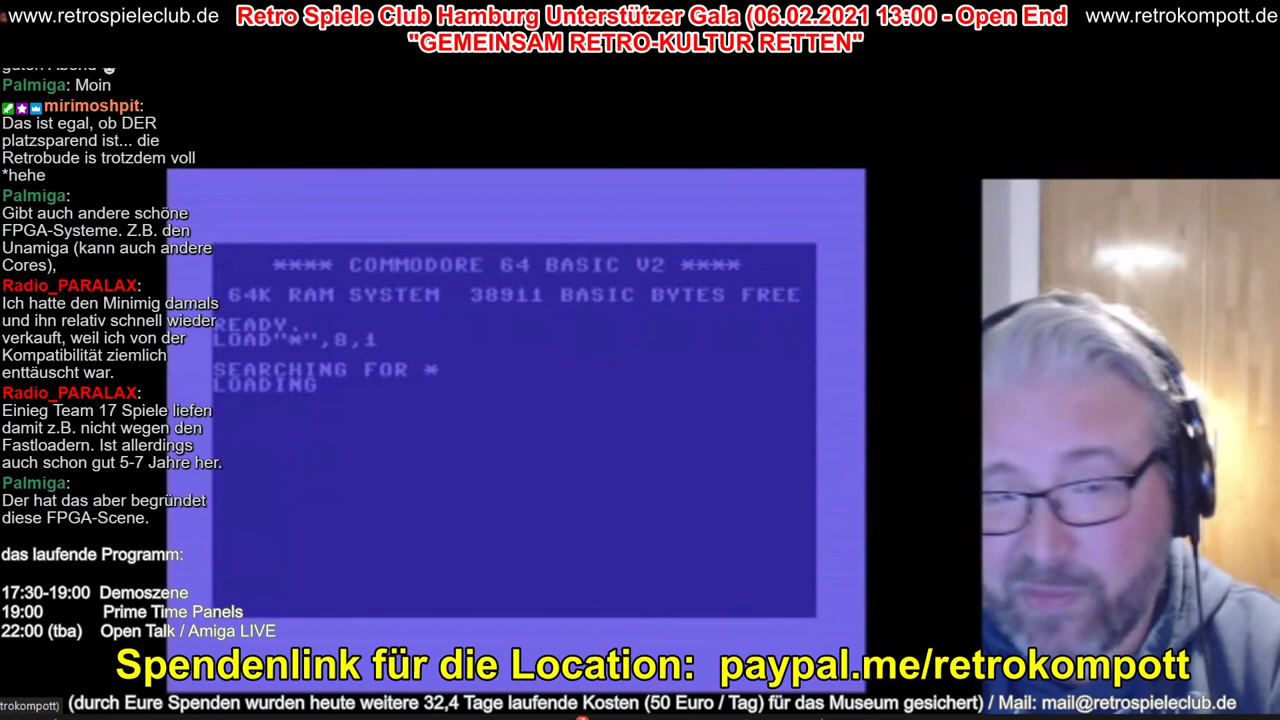 www.retrospieleclub.de
Retro Spiele Club Hamburg Unterstützer Gala (06.02.2021 13:00 - Open End
www.retrokompott.de
"GEMEINSAM RETRO-KULTUR RETTEN"
guten Abend
Palmiga: Moin
mirimoshpit:
Das ist egal, ob DER
platzsparend ist... die
Retrobude is trotzdem voll
*hehe
Palmiga:
Gibt auch andere schöne
FPGA-Systeme. Z.B. den
Unamiga (kann auch andere
Cores),
Radio_PARALAX:
Ich hatte den Minimig damals
und ihn relativ schnell wieder
verkauft, weil ich von der
Kompatibilität ziemlich
enttäuscht war.
Radio_PARALAX:
Einieg Team 17 Spiele liefen
damit z.B. nicht wegen den
Fastloadern. Ist allerdings
auch schon gut 5-7 Jahre her.
Palmiga:
Der hat das aber begründet
diese FPGA-Scene.
**** COMMODORE 64 BASIC V2 ****
64K RAM SYSTEM 38911 BASIC BYTES FREE
READY.
LOAD"*",8,1
SEARCHING FOR *
LOADING
das laufende Programm:
17:30-19:00 Demoszene
19:00 Prime Time Panels
22:00 (tba) Open Talk / Amiga LIVE
Spendenlink für die Location: paypal.me/retrokompott
trokompott) (durch Eure Spenden wurden heute weitere 32,4 Tage laufende Kosten (50 Euro / Tag) für das Museum gesichert) / Mail: mail@retrospieleclub.de